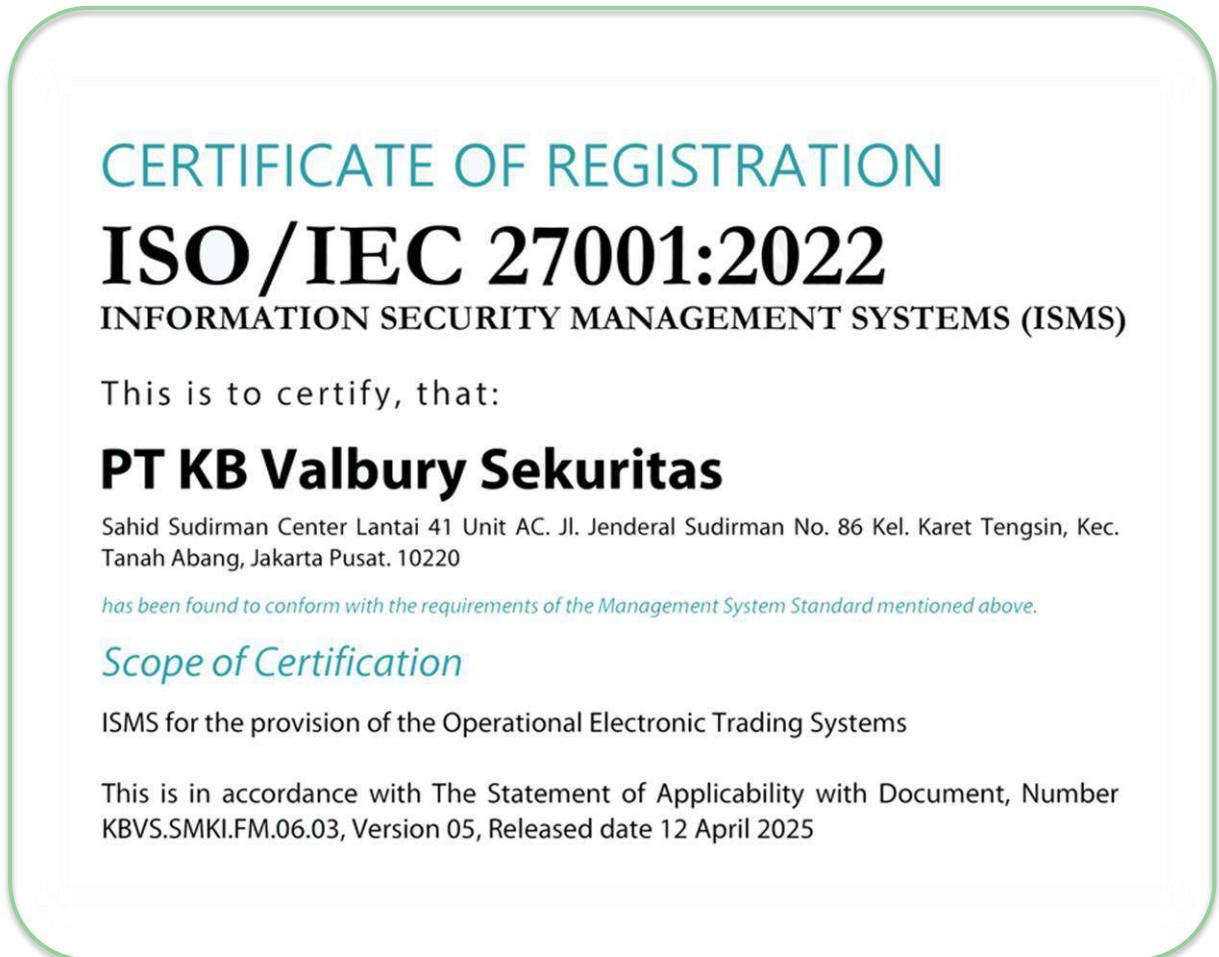 CERTIFICATE OF REGISTRATION
ISO/IEC 27001:2022
INFORMATION SECURITY MANAGEMENT SYSTEMS (ISMS)
This is to certify, that:
PT KB Valbury Sekuritas
Sahid Sudirman Center Lantai 41 Unit AC. Jl. Jenderal Sudirman No. 86 Kel. Karet Tengsin, Kec.
Tanah Abang, Jakarta Pusat. 10220
has been found to conform with the requirements of the Management System Standard mentioned above.
Scope of Certification
ISMS for the provision of the Operational Electronic Trading Systems
This is in accordance with The Statement of Applicability with Document, Number
KBVS.SMKI.FM.06.03, Version 05, Released date 12 April 2025